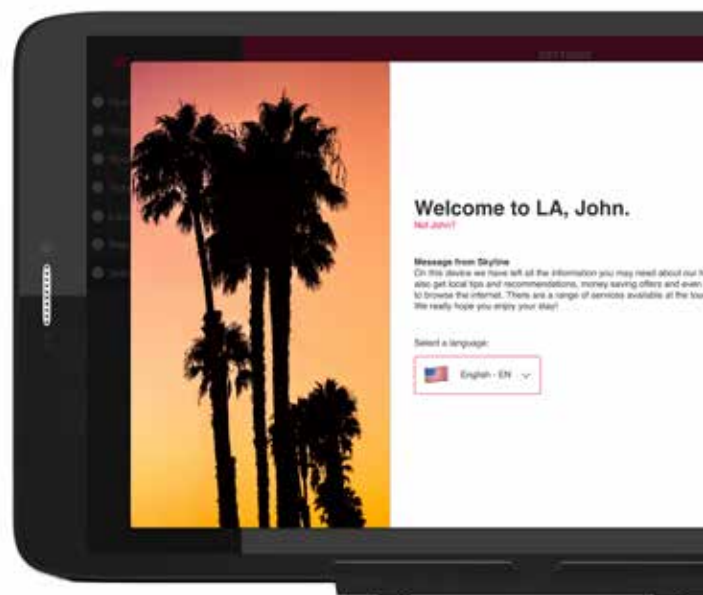 SETTINGS
Welcome to LA, John.
Not John?
Message from Skyline
On this device we have left all the information you may need about our
also get local tips and recommendations, money saving offers and even
to browse the internet. There are a range of services available at the
We really hope you enjoy your stay!
Select a language:
English - EN